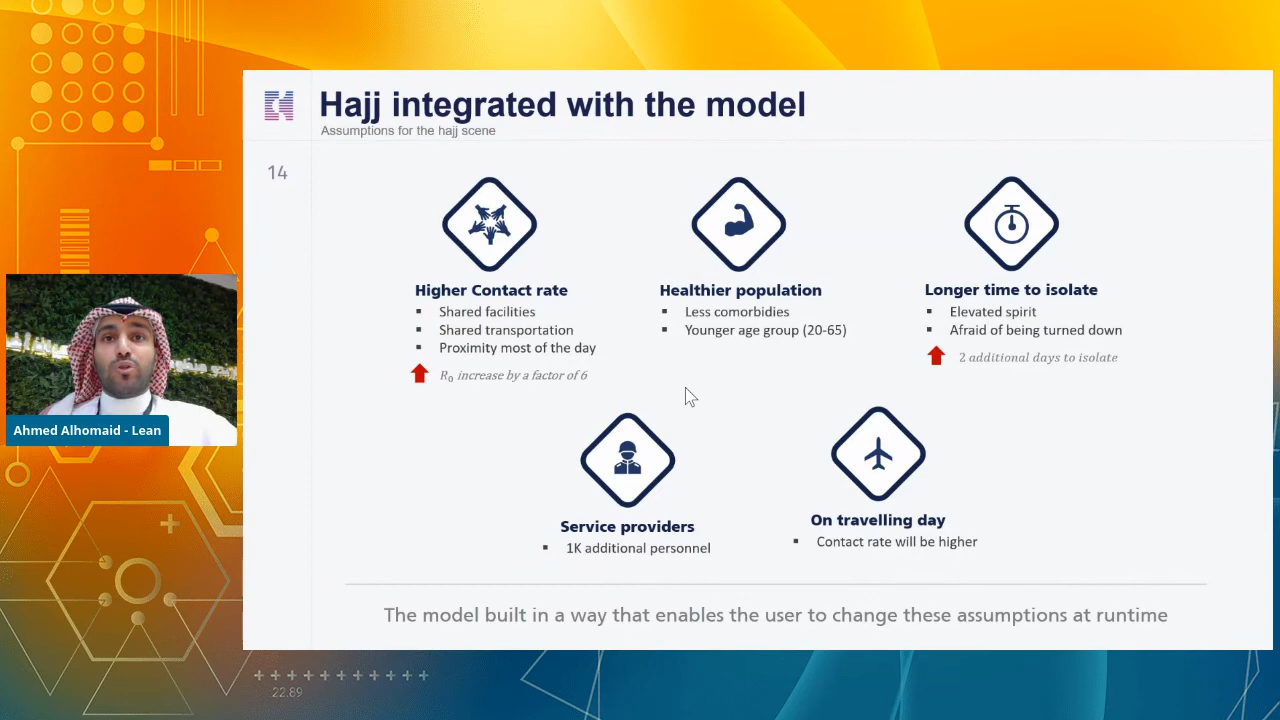 Hajj integrated with the model
Assumptions for the hajj scene
14
Higher Contact rate
Shared facilities
Shared transportation
Proximity most of the day
R0 increase by a factor of 6
Healthier population
Less comorbidies
Younger age group (20-65)
Longer time to isolate
Elevated spirit
Afraid of being turned down
2 additional days to isolate
Service providers
1K additional personnel
On travelling day
Contact rate will be higher
The model built in a way that enables the user to change these assumptions at runtime
Ahmed Alhomaid - Lean
22.89